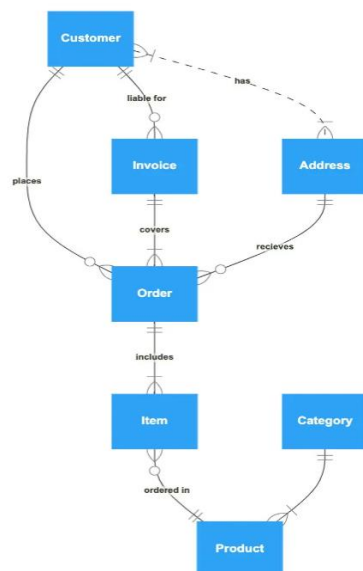 Customer
has
liable for
Invoice
Address
places
covers
recieves
Order
includes
Item
Category
ordered in
Product